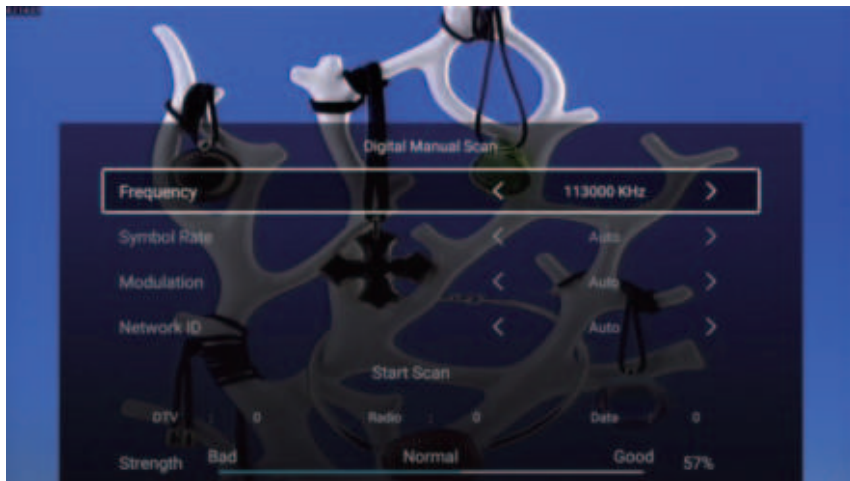 Digital Manual Scan
Frequency 113000 KHz
Symbol Rate Auto
Modulation Auto
Network ID Auto
Start Scan
DTV : 0 Radio : 0 Data : 0
Strength Bad Normal Good 57%